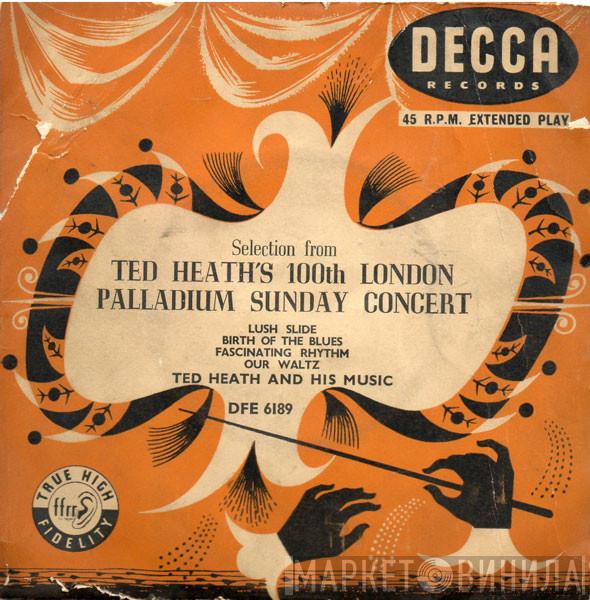 DECCA
RECORDS
45 R.P.M. EXTENDED PLAY
Selection from
TED HEATH'S 100th LONDON
PALLADIUM SUNDAY CONCERT
LUSH SLIDE
BIRTH OF THE BLUES
FASCINATING RHYTHM
OUR WALTZ
TED HEATH AND HIS MUSIC
DFE 6189
TRUE HIGH
ffrr
FIDELITY
МАРКЕТ ВИНИЛА